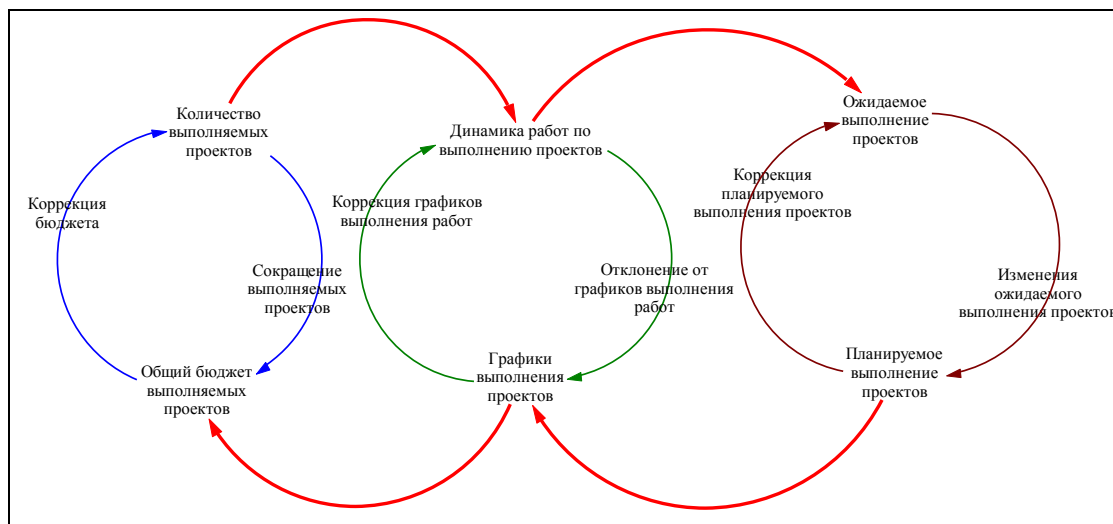 Количество
выполняемых
проектов
Динамика работ по
выполнению проектов
Ожидаемое
выполнение
проектов
Коррекция
бюджета
Коррекция графиков
выполнения работ
Коррекция
планируемого
выполнения проектов
Сокращение
выполняемых
проектов
Отклонение от
графиков выполнения
работ
Изменения
ожидаемого
выполнения проектов
Общий бюджет
выполняемых
проектов
Графики
выполнения
проектов
Планируемое
выполнение
проектов